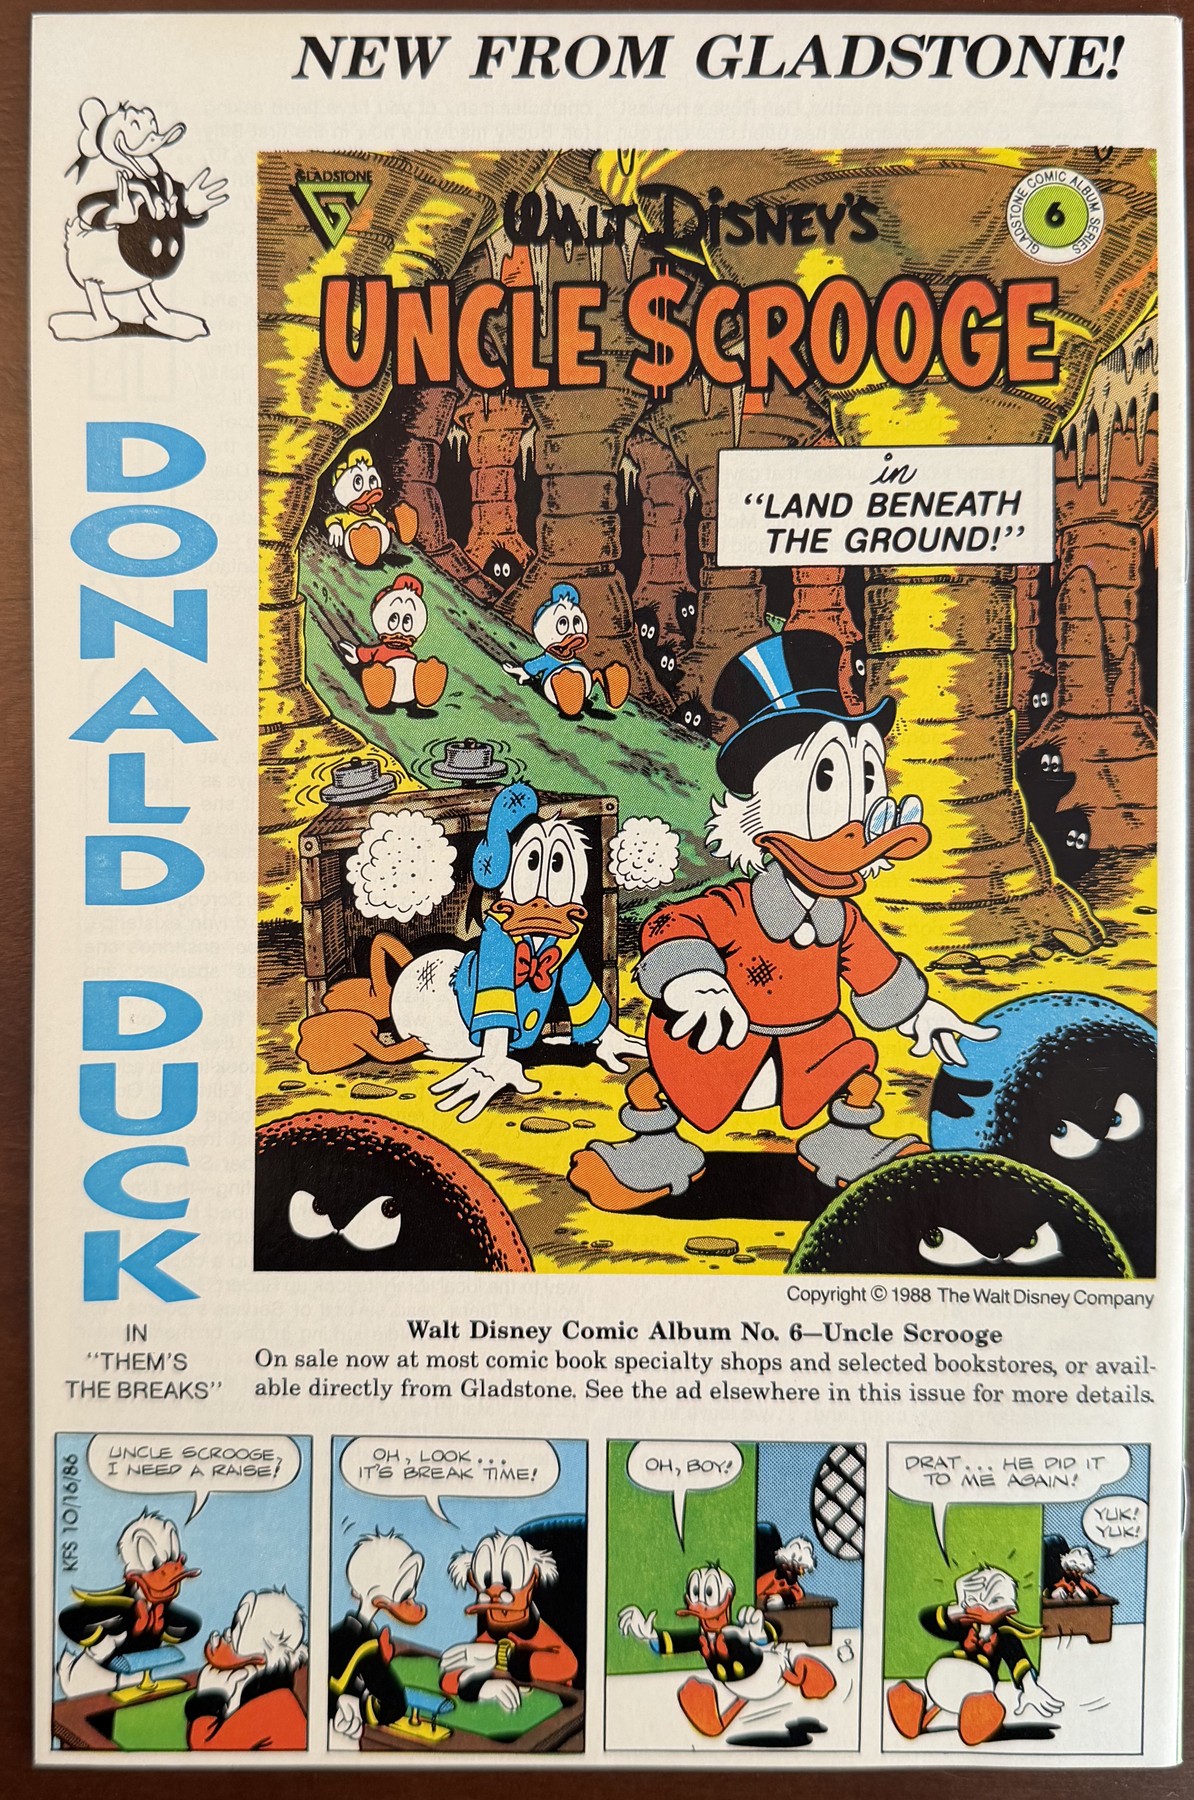 NEW FROM GLADSTONE!
GLADSTONE
G
WALT DISNEY'S
GLADSTONE COMIC ALBUM SERIES
6
UNCLE $CROOGE
in
"LAND BENEATH
THE GROUND!"
DONALD DUCK
IN
"THEM'S
THE BREAKS"
Copyright © 1988 The Walt Disney Company
Walt Disney Comic Album No. 6—Uncle Scrooge
On sale now at most comic book specialty shops and selected bookstores, or avail-
able directly from Gladstone. See the ad elsewhere in this issue for more details.
KFS 10/16/86
UNCLE SCROOGE,
I NEED A RAISE!
OH, LOOK...
IT'S BREAK TIME!
OH, BOY!
DRAT... HE DID IT
TO ME AGAIN!
YUK!
YUK!